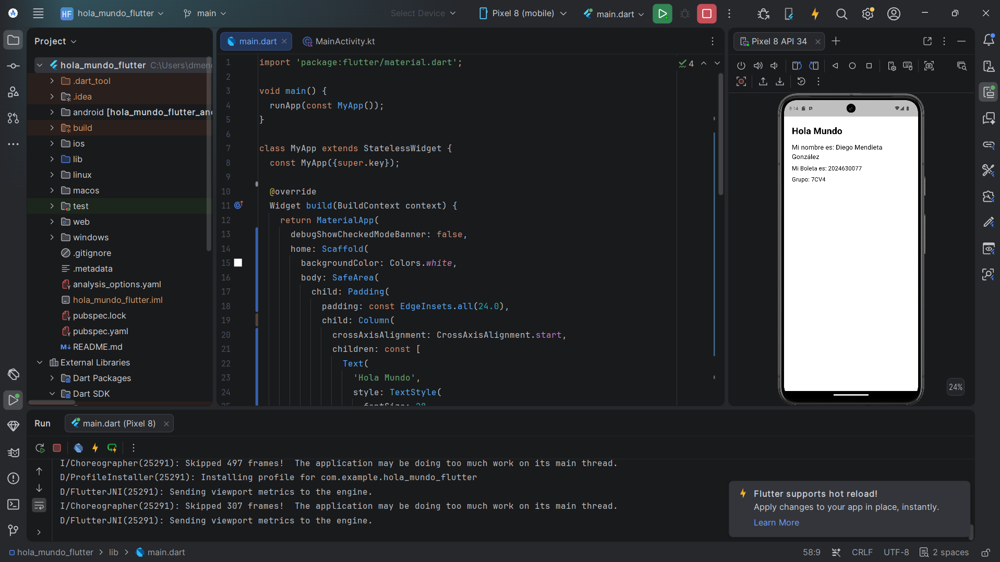 HF hola_mundo_flutter main Select Device Pixel 8 (mobile) main.dart
Project
hola_mundo_flutter C:\Users\dmend
.dart_tool
.idea
android [hola_mundo_flutter_and
build
ios
lib
linux
macos
test
web
windows
.gitignore
.metadata
analysis_options.yaml
hola_mundo_flutter.iml
pubspec.lock
pubspec.yaml
M↓ README.md
External Libraries
Dart Packages
Dart SDK
main.dart MainActivity.kt
4
1 import 'package:flutter/material.dart';
2
3 void main() {
4 runApp(const MyApp());
5 }
6
7 class MyApp extends StatelessWidget {
8 const MyApp({super.key});
9
10 @override
11 Widget build(BuildContext context) {
12 return MaterialApp(
13 debugShowCheckedModeBanner: false,
14 home: Scaffold(
15 backgroundColor: Colors.white,
16 body: SafeArea(
17 child: Padding(
18 padding: const EdgeInsets.all(24.0),
19 child: Column(
20 crossAxisAlignment: CrossAxisAlignment.start,
21 children: const [
22 Text(
23 'Hola Mundo',
24 style: TextStyle(
25 fontSize: 28,
Pixel 8 API 34
8:14
Hola Mundo
Mi nombre es: Diego Mendieta
González
Mi Boleta es: 2024630077
Grupo: 7CV4
24%
Run main.dart (Pixel 8)
I/Choreographer(25291): Skipped 497 frames!  The application may be doing too much work on its main thread.
D/ProfileInstaller(25291): Installing profile for com.example.hola_mundo_flutter
D/FlutterJNI(25291): Sending viewport metrics to the engine.
I/Choreographer(25291): Skipped 307 frames!  The application may be doing too much work on its main thread.
D/FlutterJNI(25291): Sending viewport metrics to the engine.
Flutter supports hot reload!
Apply changes to your app in place, instantly.
Learn More
hola_mundo_flutter > lib > main.dart
58:9 CRLF UTF-8 2 spaces